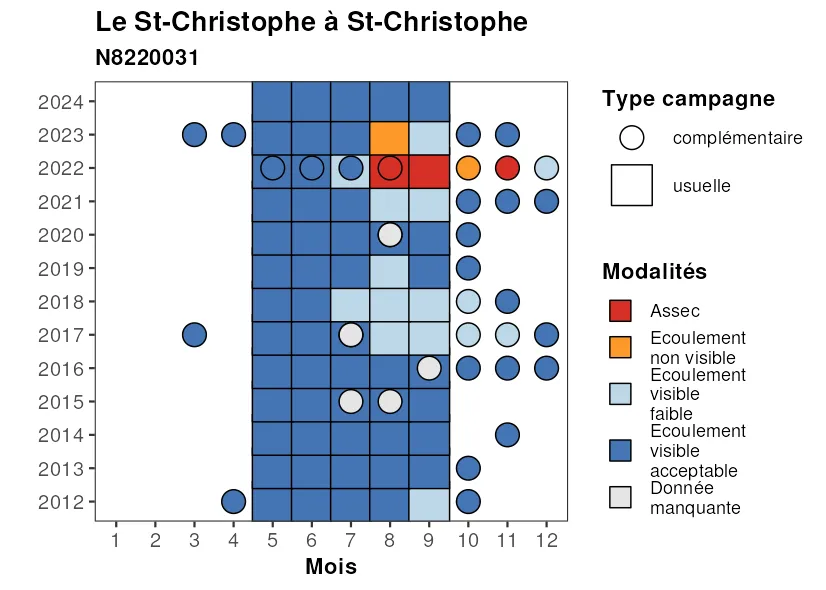 Le St-Christophe à St-Christophe
N8220031
2024
2023
2022
2021
2020
2019
2018
2017
2016
2015
2014
2013
2012
1 2 3 4 5 6 7 8 9 10 11 12
Mois
Type campagne
complémentaire
usuelle
Modalités
Assec
Ecoulement
non visible
Ecoulement
visible
faible
Ecoulement
visible
acceptable
Donnée
manquante